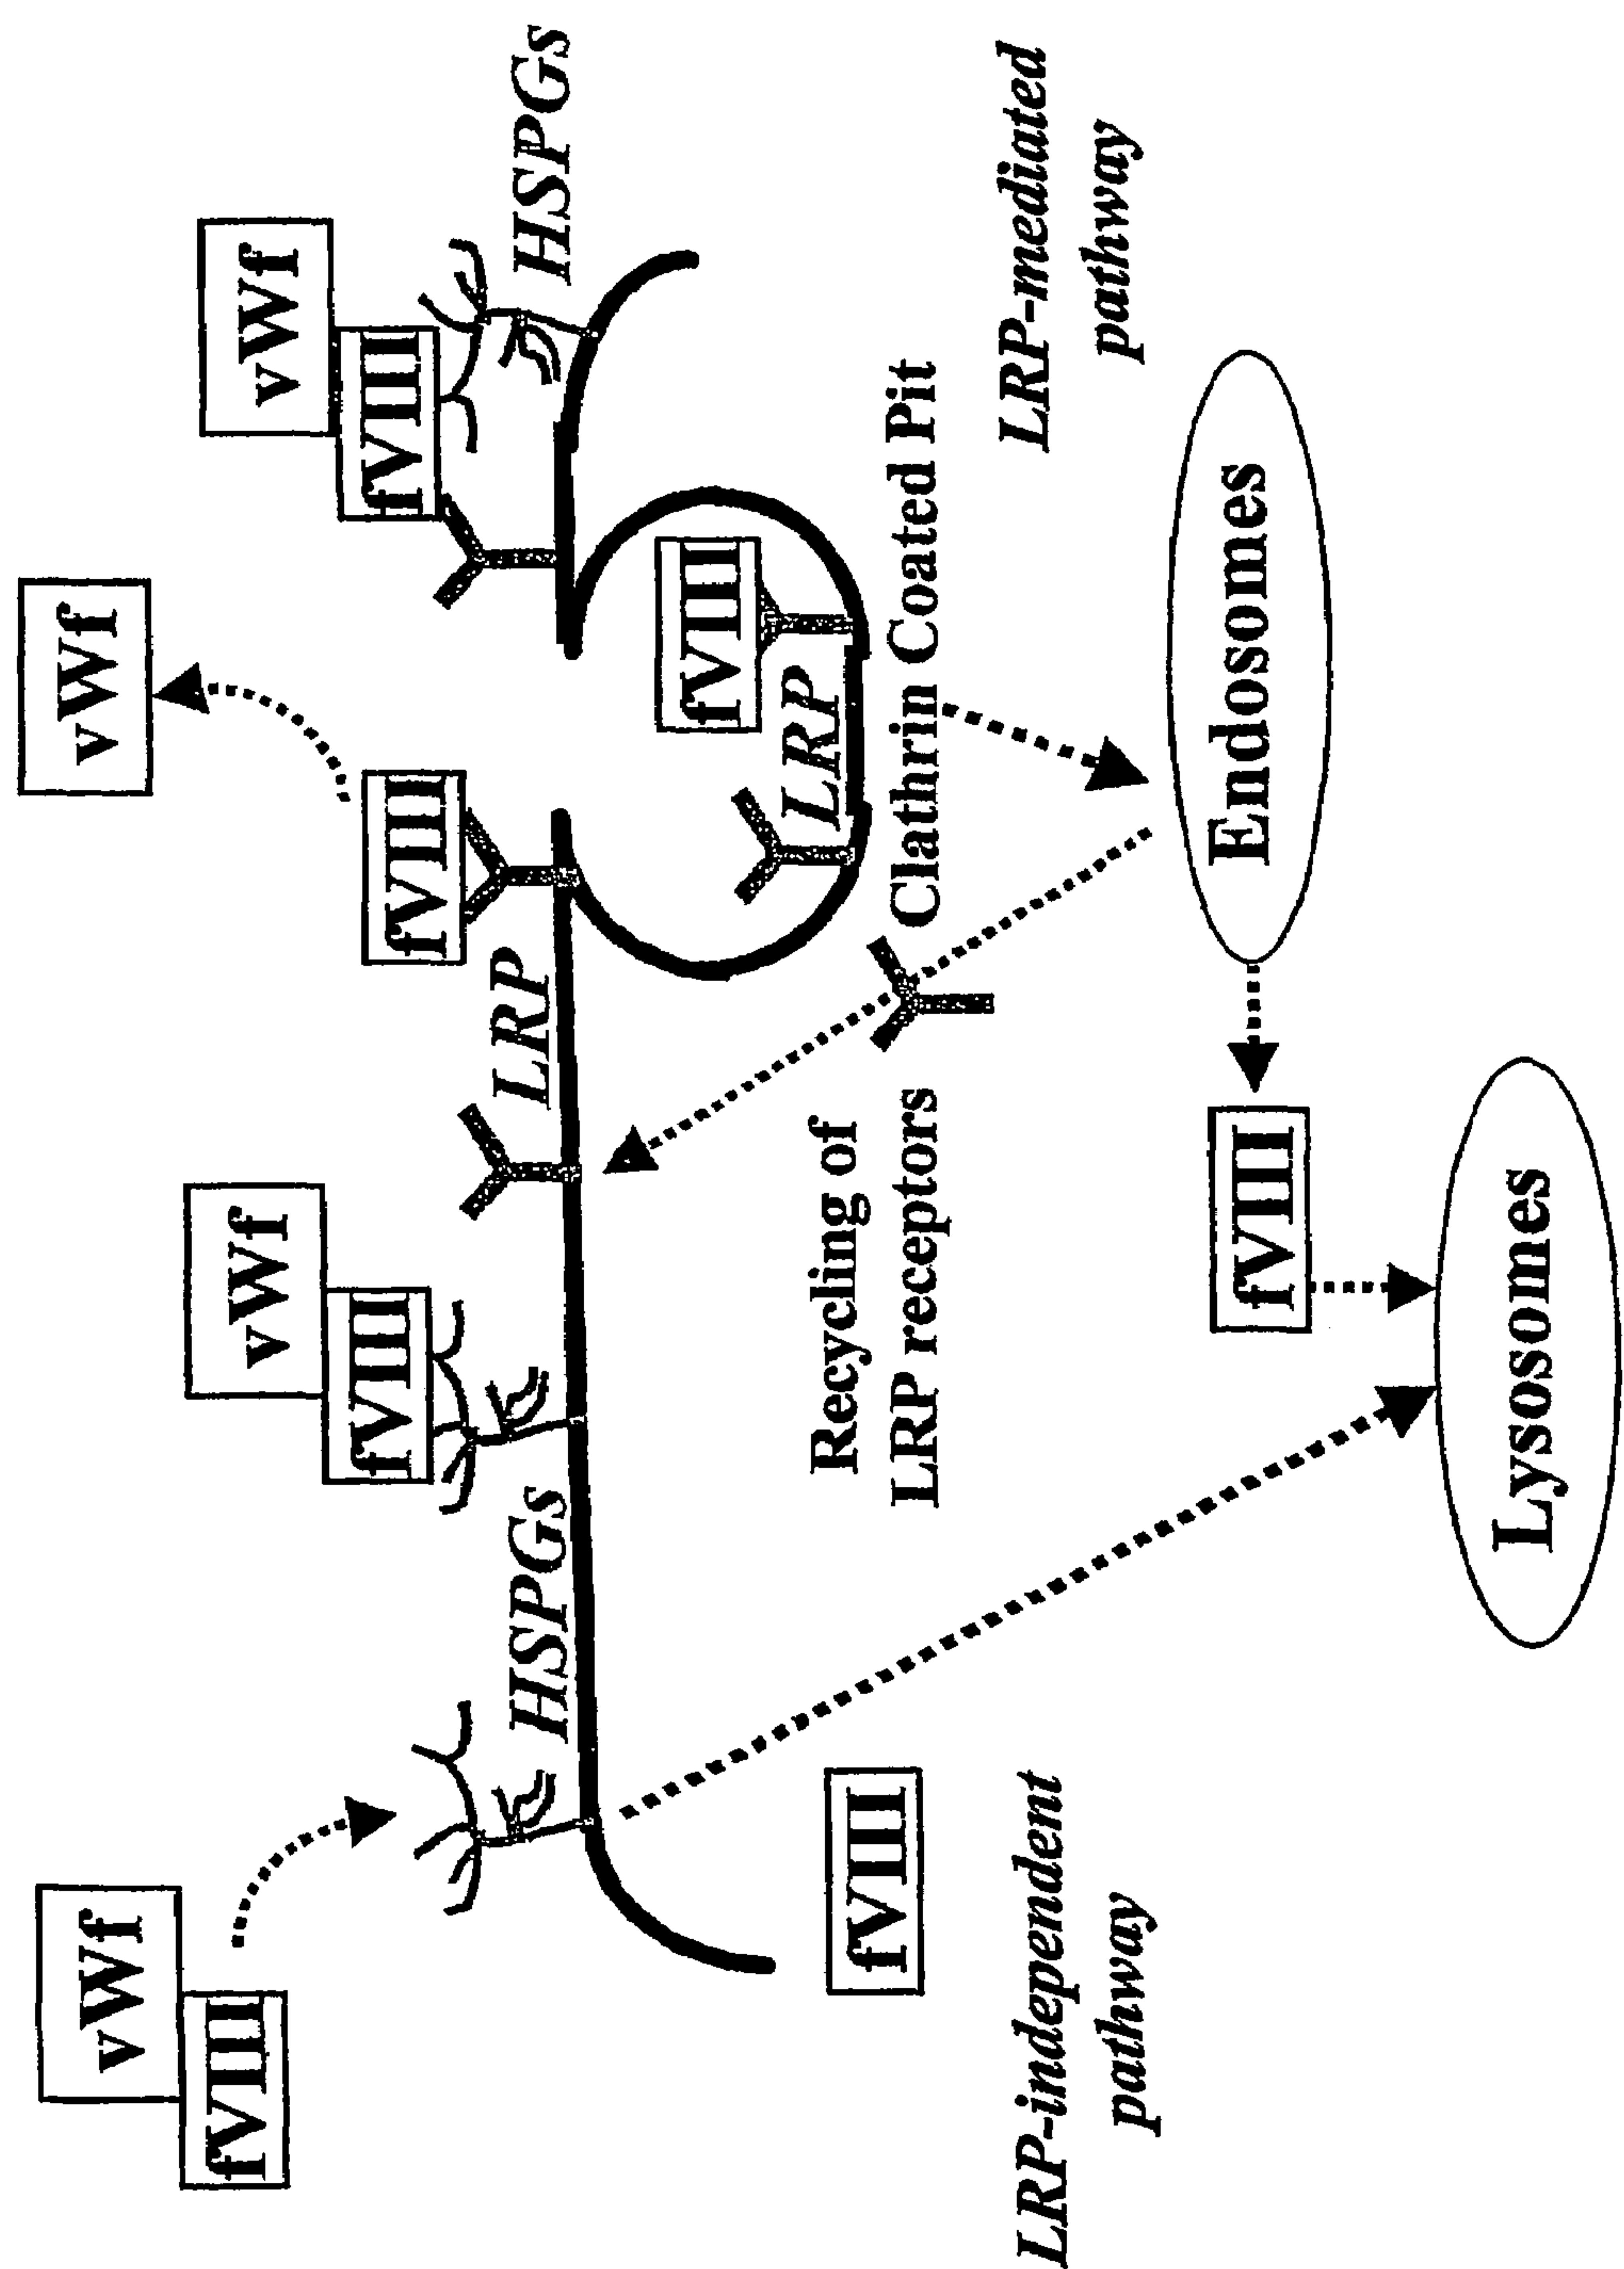 vWf
vWf
fVIII
vWf
vWf
fVIII
fVIII
fVIII
HSPGs
LRP
HSPGs
fVIII
LRP
Recycling of
LRP receptors
Clathrin Coated Pit
fVIII
LRP-independent
pathway
LRP-mediated
pathway
fVIII
Endosomes
Lysosomes